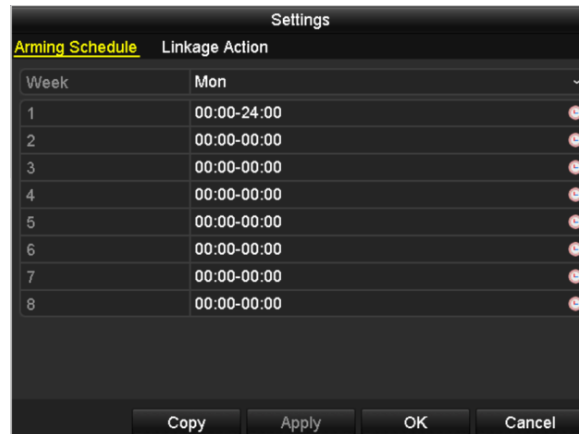 Settings
Arming Schedule Linkage Action
Week Mon
1 00:00-24:00
2 00:00-00:00
3 00:00-00:00
4 00:00-00:00
5 00:00-00:00
6 00:00-00:00
7 00:00-00:00
8 00:00-00:00
Copy Apply OK Cancel